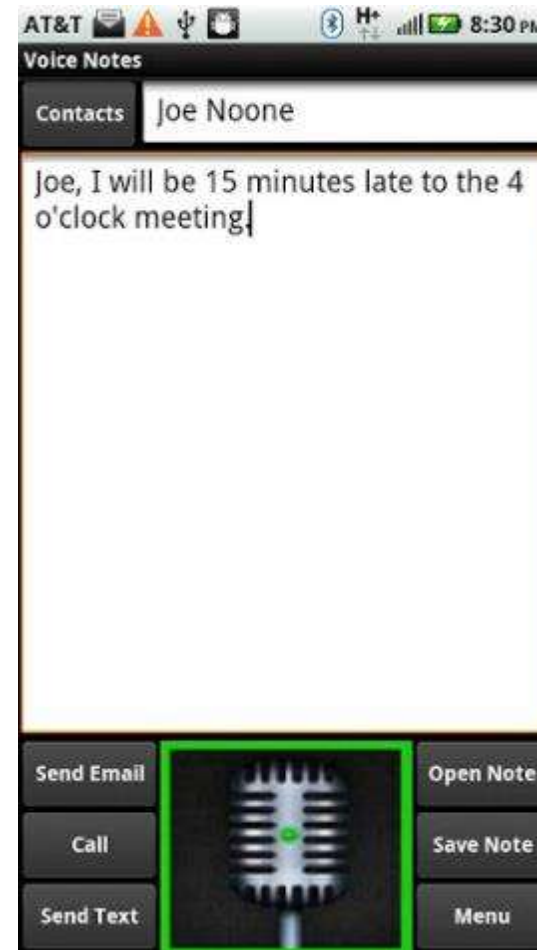 AT&T H+ 8:30 PM
Voice Notes
Contacts Joe Noone
Joe, I will be 15 minutes late to the 4
o'clock meeting.
Send Email Open Note
Call Save Note
Send Text Menu